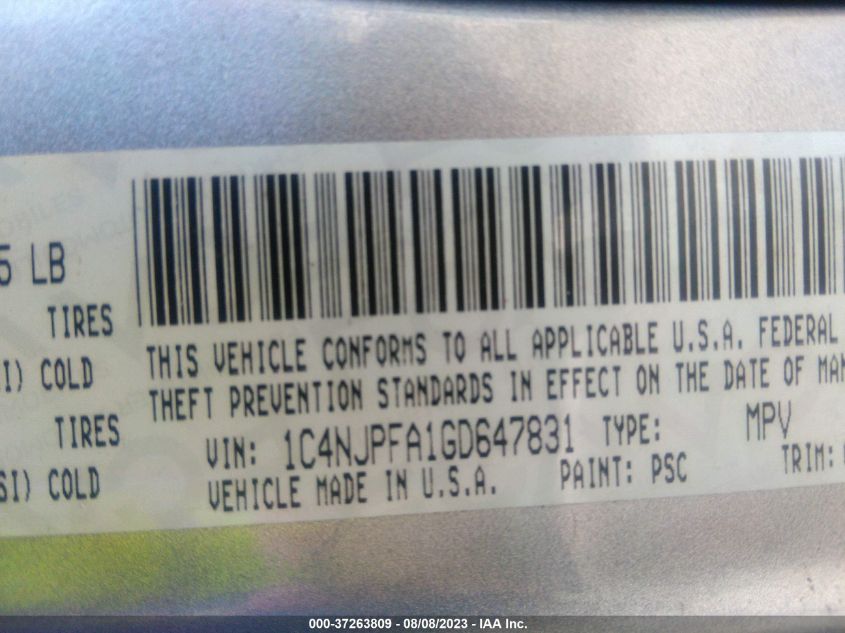 5 LB
TIRES
I) COLD
TIRES
SI) COLD
THIS VEHICLE CONFORMS TO ALL APPLICABLE U.S.A. FEDERAL
THEFT PREVENTION STANDARDS IN EFFECT ON THE DATE OF MAN
VIN: 1C4NJPFA1GD647831 TYPE: MPV
VEHICLE MADE IN U.S.A. PAINT: PSC TRIM:
000-37263809 - 08/08/2023 - IAA Inc.